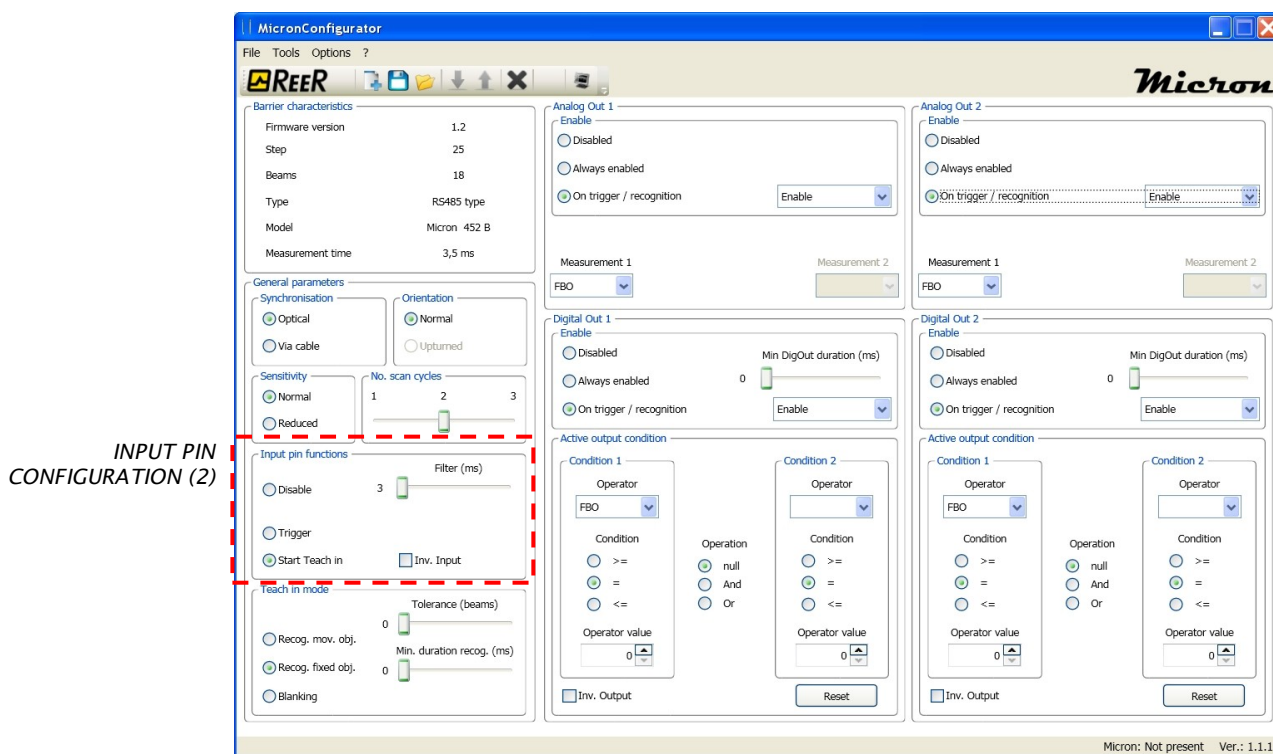 MicronConfigurator
File Tools Options ?
REER
Micron
Barrier characteristics
Firmware version 1.2
Step 25
Beams 18
Type RS485 type
Model Micron 452 B
Measurement time 3,5 ms
General parameters
Synchronisation
Optical
Via cable
Orientation
Normal
Upturned
Sensitivity
Normal
Reduced
No. scan cycles
1 2 3
INPUT PIN
CONFIGURATION (2)
Input pin functions
Filter (ms)
Disable 3
Trigger
Start Teach in Inv. Input
Teach in mode
Tolerance (beams)
0
Recog. mov. obj.
Min. duration recog. (ms)
Recog. fixed obj. 0
Blanking
Analog Out 1
Enable
Disabled
Always enabled
On trigger / recognition Enable
Measurement 1 Measurement 2
FBO
Analog Out 2
Enable
Disabled
Always enabled
On trigger / recognition Enable
Measurement 1 Measurement 2
FBO
Digital Out 1
Enable
Disabled Min DigOut duration (ms)
Always enabled 0
On trigger / recognition Enable
Active output condition
Condition 1
Operator
FBO
Condition
>=
=
<=
Operator value
0
Operation
null
And
Or
Condition 2
Operator
Condition
>=
=
<=
Operator value
0
Inv. Output Reset
Digital Out 2
Enable
Disabled Min DigOut duration (ms)
Always enabled 0
On trigger / recognition Enable
Active output condition
Condition 1
Operator
FBO
Condition
>=
=
<=
Operator value
0
Operation
null
And
Or
Condition 2
Operator
Condition
>=
=
<=
Operator value
0
Inv. Output Reset
Micron: Not present Ver.: 1.1.1